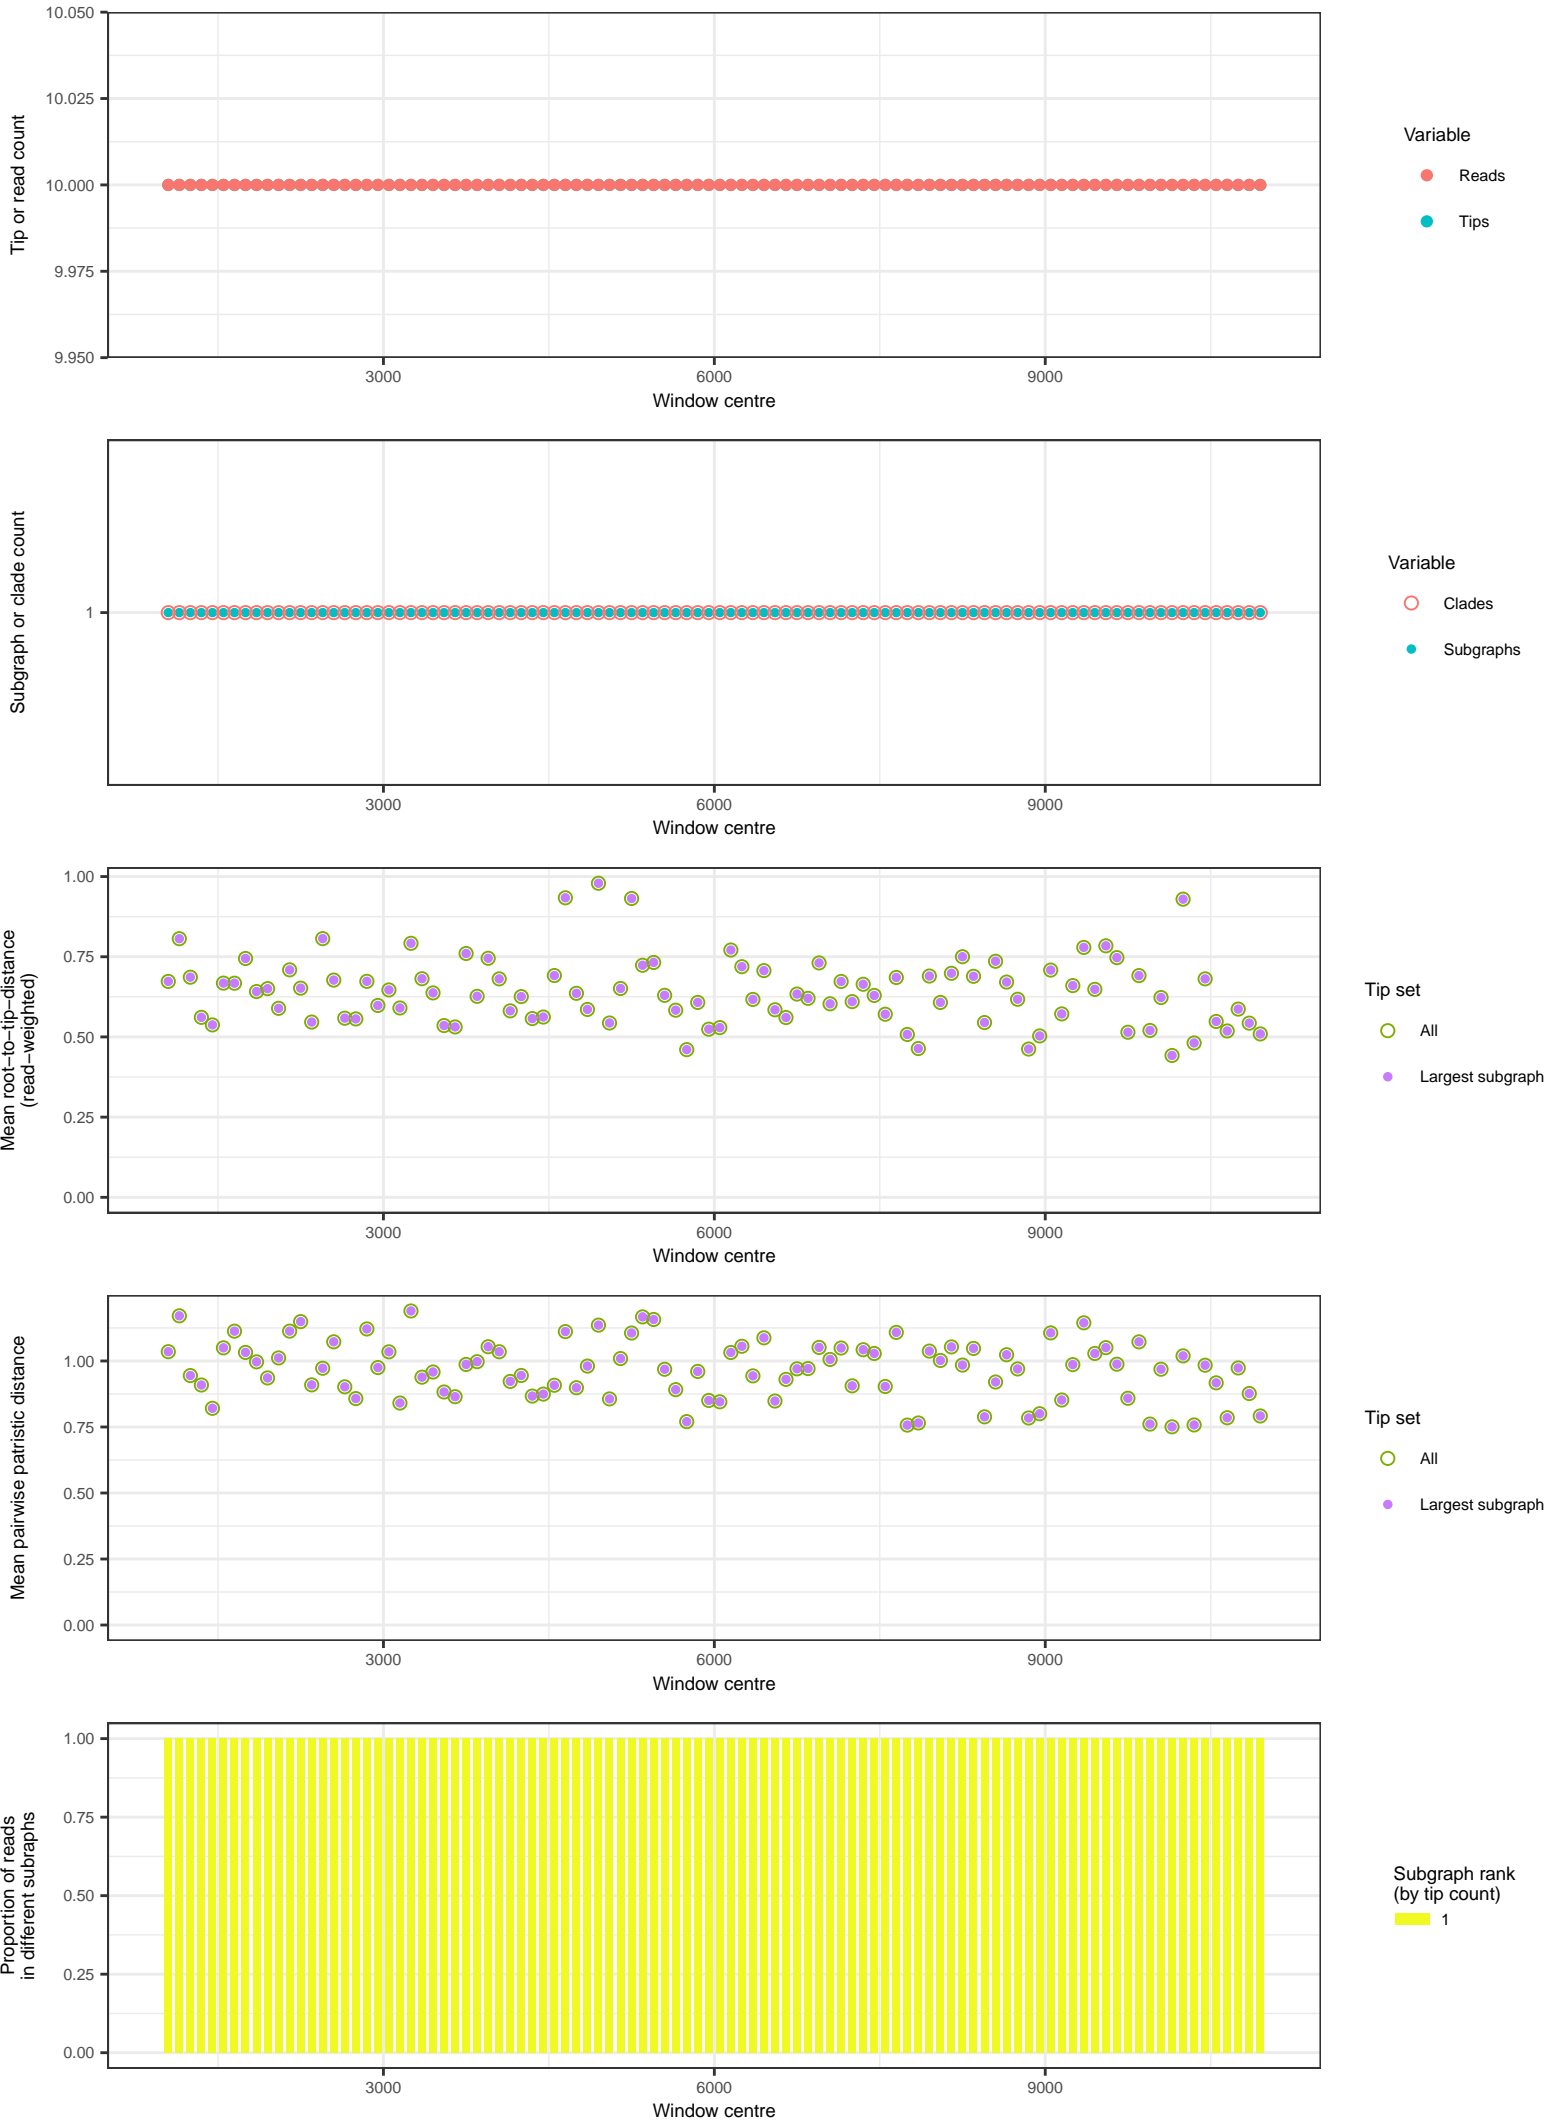 10.050
10.025
10.000
9.975
9.950
Tip or read count
3000
6000
9000
Window centre
Variable
Reads
Tips
1
Subgraph or clade count
3000
6000
9000
Window centre
Variable
Clades
Subgraphs
1.00
0.75
0.50
0.25
0.00
Mean root−to−tip−distance
(read−weighted)
3000
6000
9000
Window centre
Tip set
All
Largest subgraph
1.00
0.75
0.50
0.25
0.00
Mean pairwise patristic distance
3000
6000
9000
Window centre
Tip set
All
Largest subgraph
1.00
0.75
0.50
0.25
0.00
Proportion of reads
in different subraphs
3000
6000
9000
Window centre
Subgraph rank
(by tip count)
1